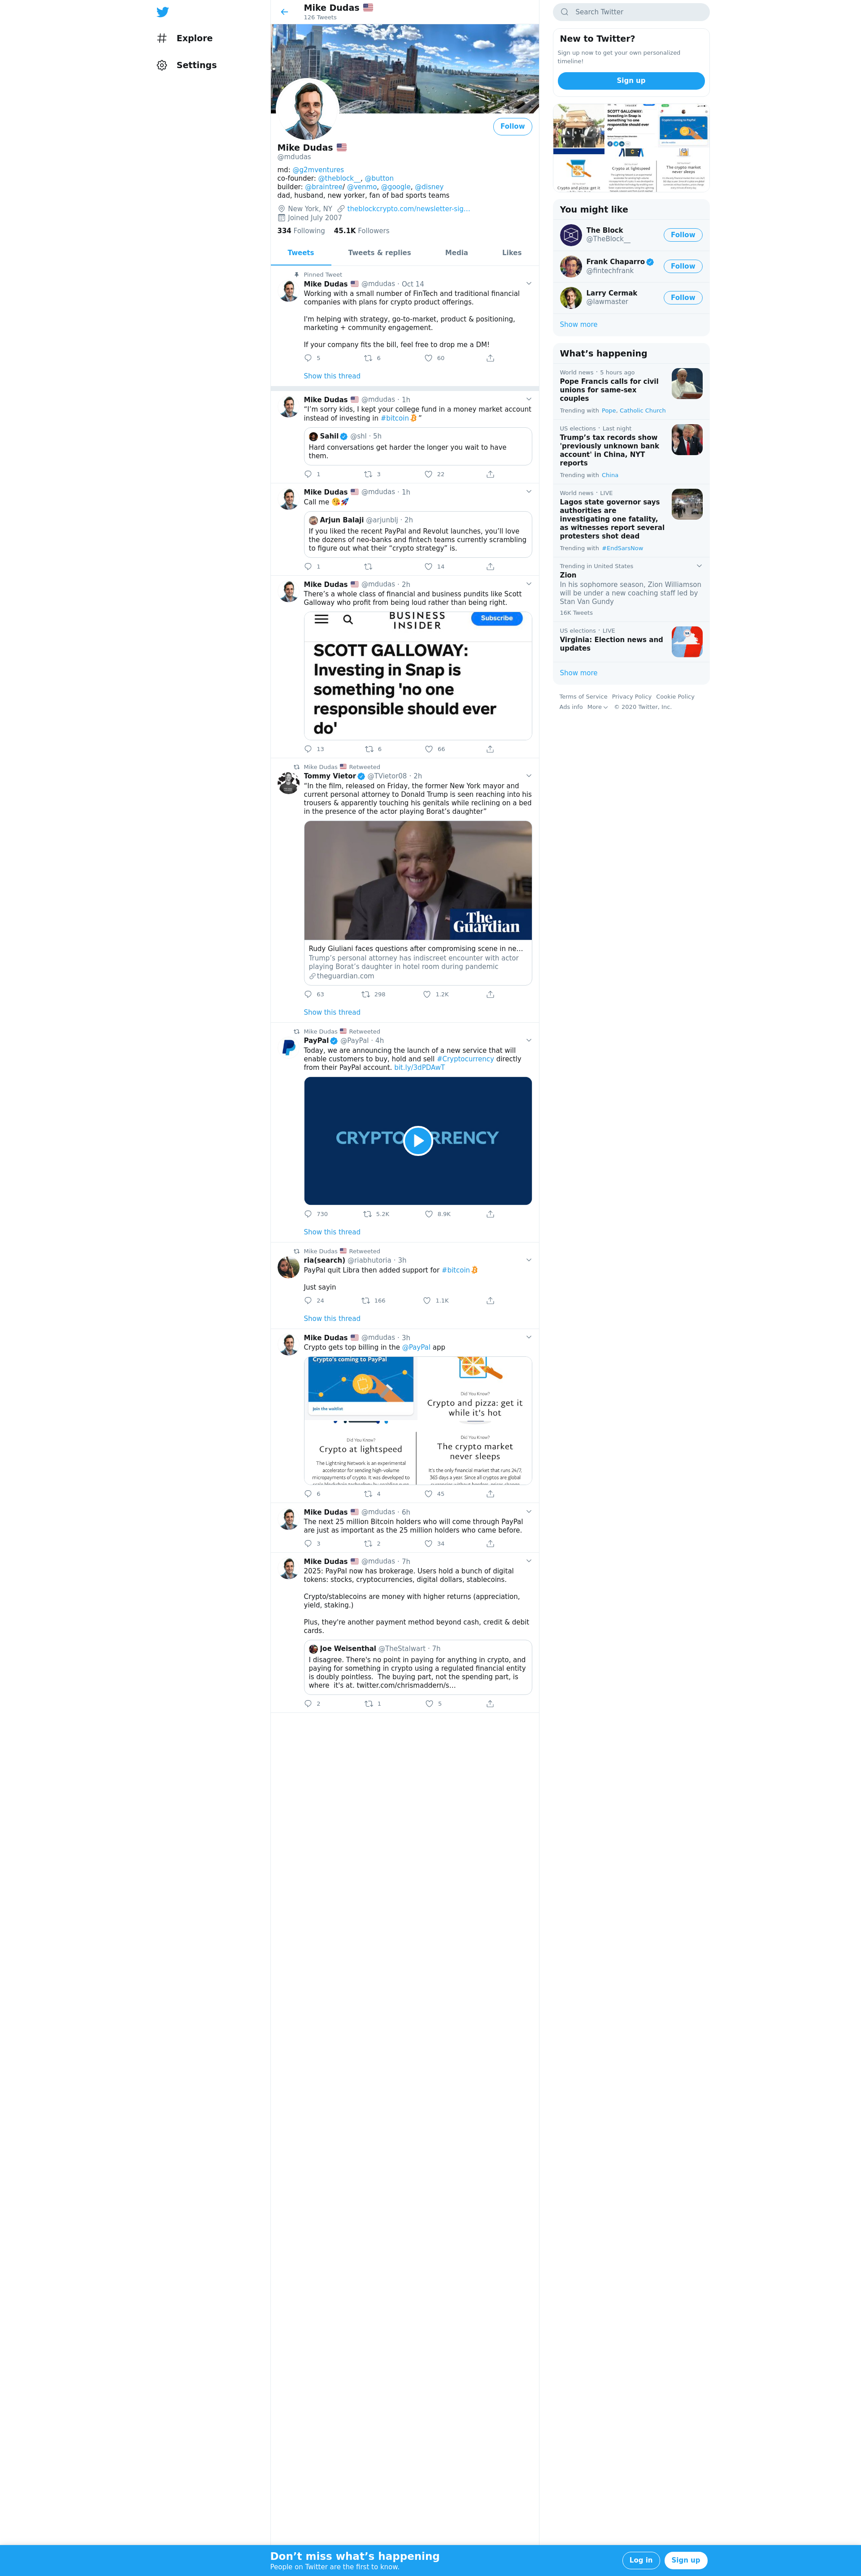 Explore
Settings
Mike Dudas 🇺🇸
126 Tweets
Follow
Mike Dudas 🇺🇸
@mdudas
md: @g2mventures
co-founder: @theblock__, @button
builder: @braintree/ @venmo, @google, @disney
dad, husband, new yorker, fan of bad sports teams
New York, NY theblockcrypto.com/newsletter-sig…
Joined July 2007
334 Following 45.1K Followers
Tweets Tweets & replies Media Likes
Pinned Tweet
Mike Dudas 🇺🇸 @mdudas · Oct 14
Working with a small number of FinTech and traditional financial
companies with plans for crypto product offerings.
I'm helping with strategy, go-to-market, product & positioning,
marketing + community engagement.
If your company fits the bill, feel free to drop me a DM!
5 6 60
Show this thread
Mike Dudas 🇺🇸 @mdudas · 1h
“I’m sorry kids, I kept your college fund in a money market account
instead of investing in #bitcoin ”
Sahil @shl · 5h
Hard conversations get harder the longer you wait to have
them.
1 3 22
Mike Dudas 🇺🇸 @mdudas · 1h
Call me 😘🚀
Arjun Balaji @arjunblj · 2h
If you liked the recent PayPal and Revolut launches, you’ll love
the dozens of neo-banks and fintech teams currently scrambling
to figure out what their “crypto strategy” is.
1 14
Mike Dudas 🇺🇸 @mdudas · 2h
There’s a whole class of financial and business pundits like Scott
Galloway who profit from being loud rather than being right.
BUSINESS
INSIDER
Subscribe
SCOTT GALLOWAY:
Investing in Snap is
something 'no one
responsible should ever
do'
13 6 66
Mike Dudas 🇺🇸 Retweeted
Tommy Vietor @TVietor08 · 2h
“In the film, released on Friday, the former New York mayor and
current personal attorney to Donald Trump is seen reaching into his
trousers & apparently touching his genitals while reclining on a bed
in the presence of the actor playing Borat’s daughter”
The
Guardian
Rudy Giuliani faces questions after compromising scene in ne…
Trump’s personal attorney has indiscreet encounter with actor
playing Borat’s daughter in hotel room during pandemic
theguardian.com
63 298 1.2K
Show this thread
Mike Dudas 🇺🇸 Retweeted
PayPal @PayPal · 4h
Today, we are announcing the launch of a new service that will
enable customers to buy, hold and sell #Cryptocurrency directly
from their PayPal account. bit.ly/3dPDAwT
730 5.2K 8.9K
Show this thread
Mike Dudas 🇺🇸 Retweeted
ria(search) @riabhutoria · 3h
PayPal quit Libra then added support for #bitcoin
Just sayin
24 166 1.1K
Show this thread
Mike Dudas 🇺🇸 @mdudas · 3h
Crypto gets top billing in the @PayPal app
Crypto's coming to PayPal
Join the waitlist
Did You Know?
Crypto and pizza: get it
while it's hot
Did You Know?
Crypto at lightspeed
The Lightning Network is an experimental
accelerator for sending high-volume
micropayments of crypto. It was developed to
Did You Know?
The crypto market
never sleeps
It's the only financial market that runs 24/7,
365 days a year. Since all cryptos are global
6 4 45
Mike Dudas 🇺🇸 @mdudas · 6h
The next 25 million Bitcoin holders who will come through PayPal
are just as important as the 25 million holders who came before.
3 2 34
Mike Dudas 🇺🇸 @mdudas · 7h
2025: PayPal now has brokerage. Users hold a bunch of digital
tokens: stocks, cryptocurrencies, digital dollars, stablecoins.
Crypto/stablecoins are money with higher returns (appreciation,
yield, staking.)
Plus, they're another payment method beyond cash, credit & debit
cards.
Joe Weisenthal @TheStalwart · 7h
I disagree. There's no point in paying for anything in crypto, and
paying for something in crypto using a regulated financial entity
is doubly pointless. The buying part, not the spending part, is
where it's at. twitter.com/chrismaddern/s…
2 1 5
Search Twitter
New to Twitter?
Sign up now to get your own personalized
timeline!
Sign up
You might like
The Block
@TheBlock__
Follow
Frank Chaparro
@fintechfrank
Follow
Larry Cermak
@lawmaster
Follow
Show more
What’s happening
World news · 5 hours ago
Pope Francis calls for civil
unions for same-sex
couples
Trending with Pope, Catholic Church
US elections · Last night
Trump’s tax records show
'previously unknown bank
account' in China, NYT
reports
Trending with China
World news · LIVE
Lagos state governor says
authorities are
investigating one fatality,
as witnesses report several
protesters shot dead
Trending with #EndSarsNow
Trending in United States
Zion
In his sophomore season, Zion Williamson
will be under a new coaching staff led by
Stan Van Gundy
16K Tweets
US elections · LIVE
Virginia: Election news and
updates
Show more
Terms of Service Privacy Policy Cookie Policy
Ads info More © 2020 Twitter, Inc.
Don’t miss what’s happening
People on Twitter are the first to know.
Log in
Sign up